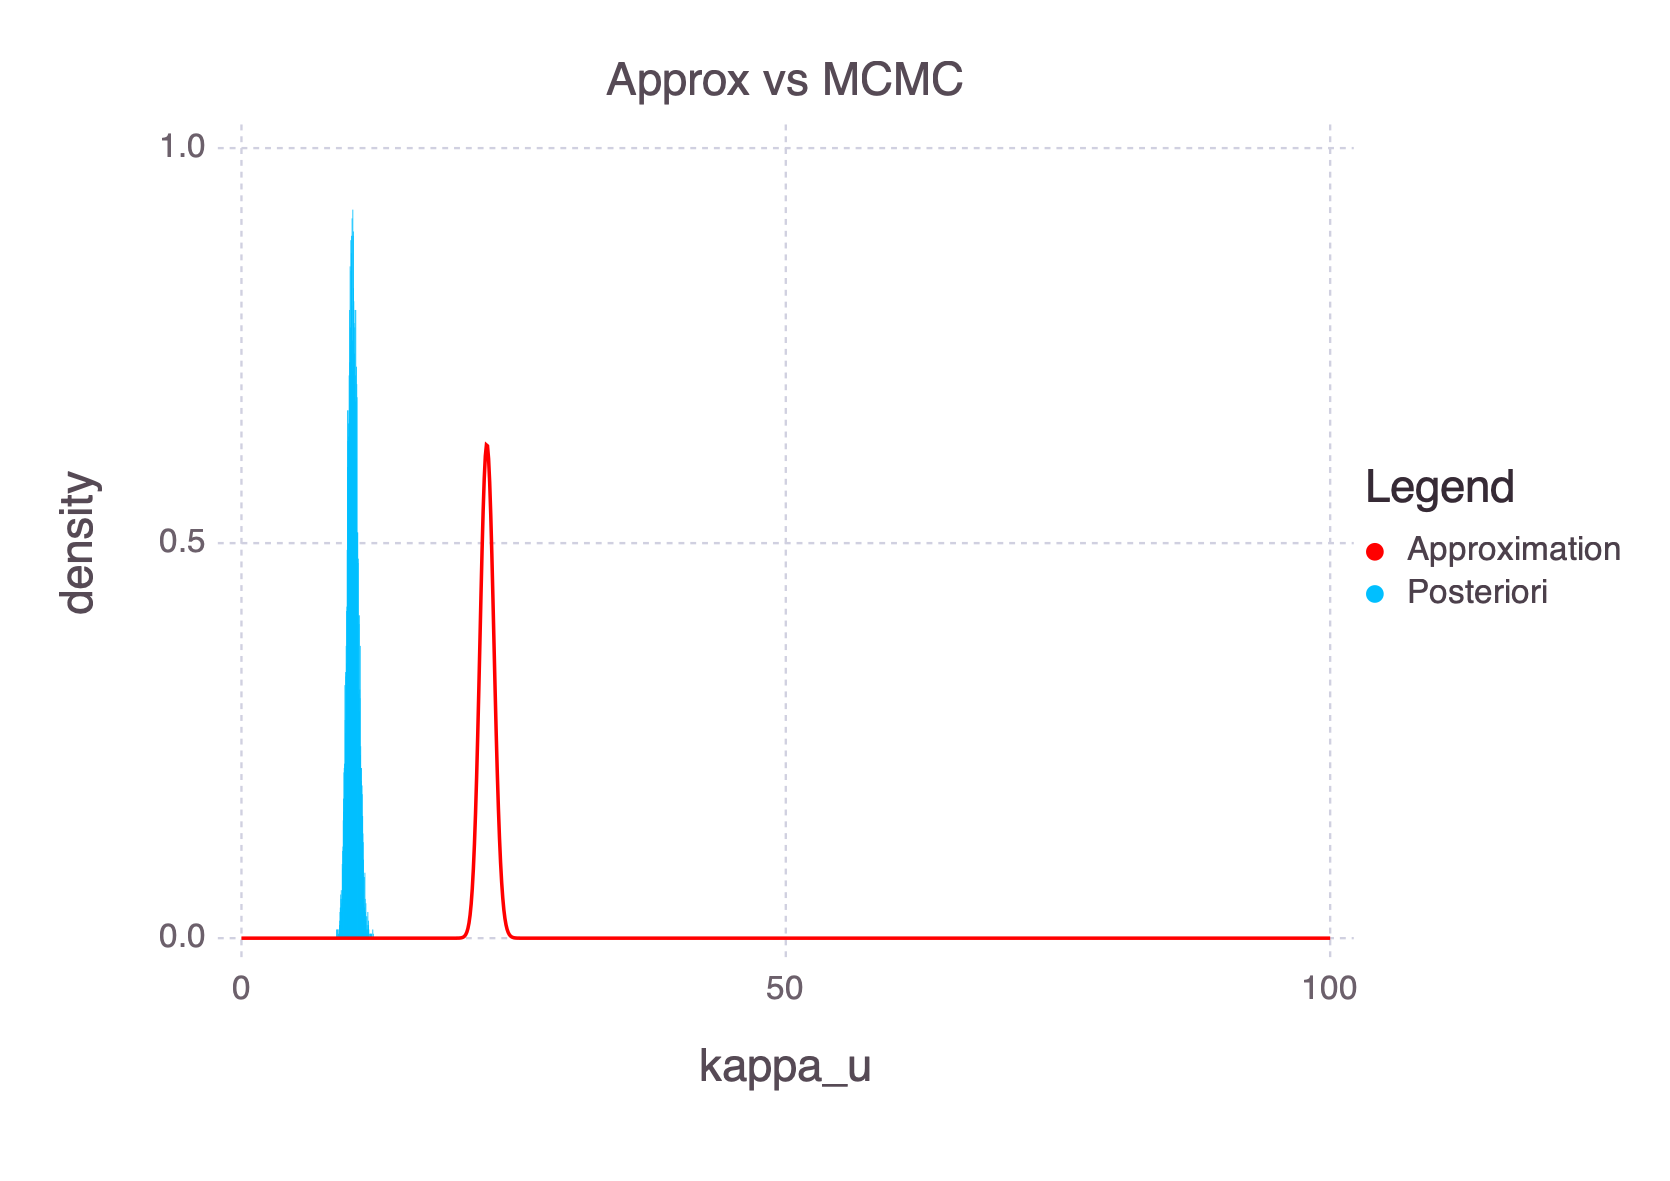 Approx vs MCMC
1.0
0.5
0.0
density
0
50
100
kappa_u
Legend
Approximation
Posteriori